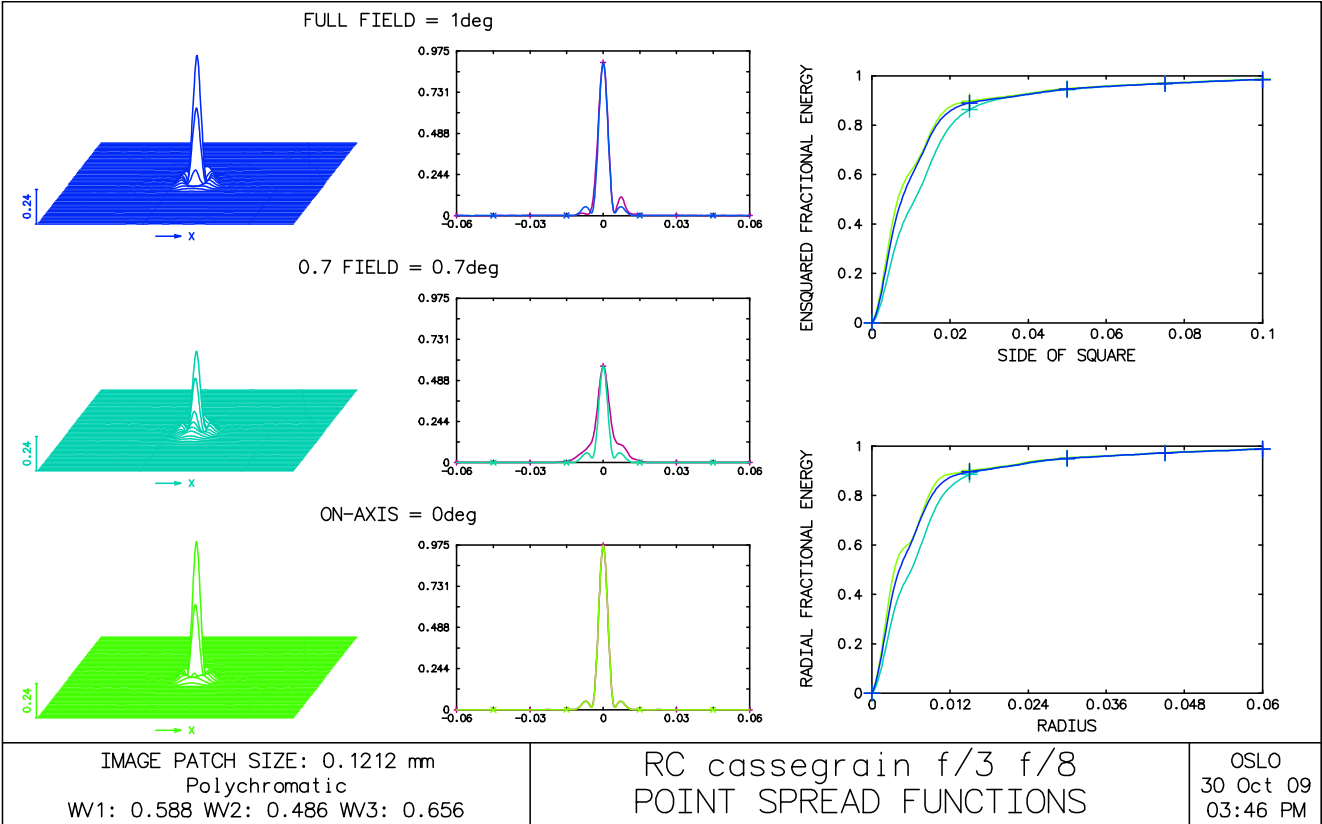 FULL FIELD = 1deg
0.24
X
0.975
0.731
0.488
0.244
0
-0.06 -0.03 0 0.03 0.06
0.7 FIELD = 0.7deg
0.24
X
0.975
0.731
0.488
0.244
0
-0.06 -0.03 0 0.03 0.06
ON-AXIS = 0deg
0.24
X
0.975
0.731
0.488
0.244
0
-0.06 -0.03 0 0.03 0.06
ENSQUARED FRACTIONAL ENERGY
1
0.8
0.6
0.4
0.2
0
0 0.02 0.04 0.06 0.08 0.1
SIDE OF SQUARE
RADIAL FRACTIONAL ENERGY
1
0.8
0.6
0.4
0.2
0
0 0.012 0.024 0.036 0.048 0.06
RADIUS
IMAGE PATCH SIZE: 0.1212 mm
Polychromatic
WV1: 0.588 WV2: 0.486 WV3: 0.656
RC cassegrain f/3 f/8
POINT SPREAD FUNCTIONS
OSLO
30 Oct 09
03:46 PM